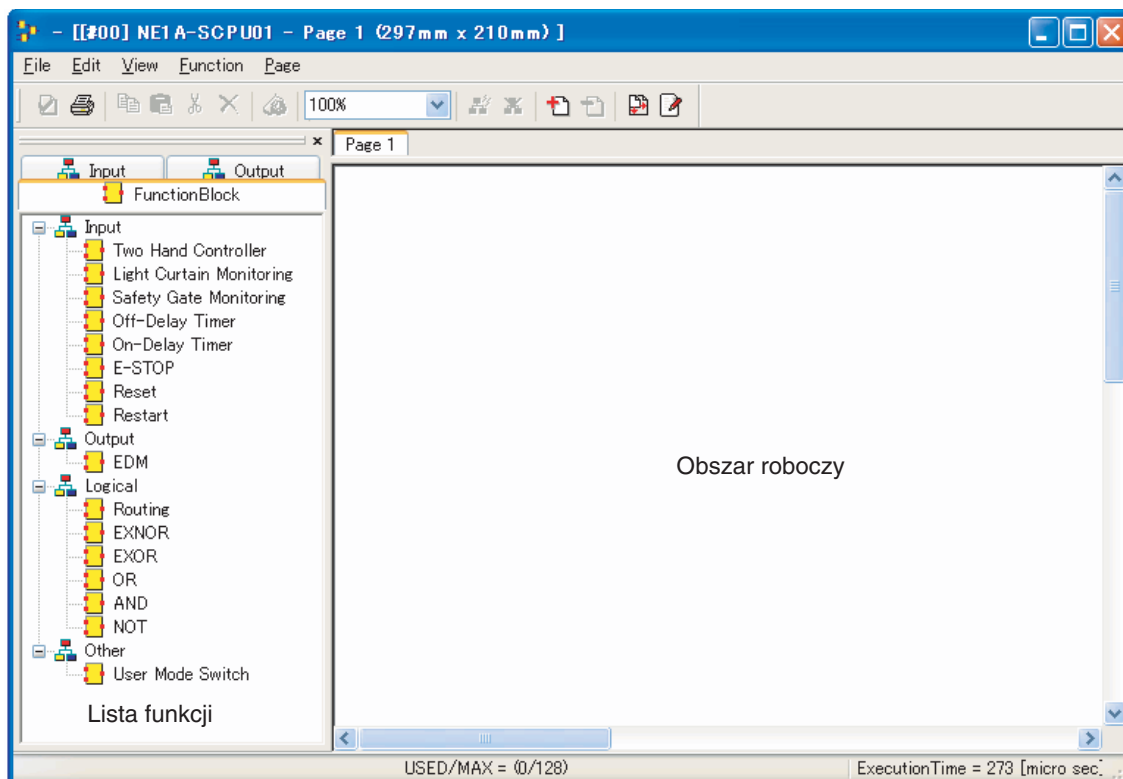 - [[#00] NE1A-SCPU01 - Page 1 (297mm x 210mm) ]
File Edit View Function Page
100%
Page 1
Input Output
FunctionBlock
Input
Two Hand Controller
Light Curtain Monitoring
Safety Gate Monitoring
Off-Delay Timer
On-Delay Timer
E-STOP
Reset
Restart
Output
EDM
Logical
Routing
EXNOR
EXOR
OR
AND
NOT
Other
User Mode Switch
Lista funkcji
Obszar roboczy
USED/MAX = (0/128) ExecutionTime = 273 [micro sec]